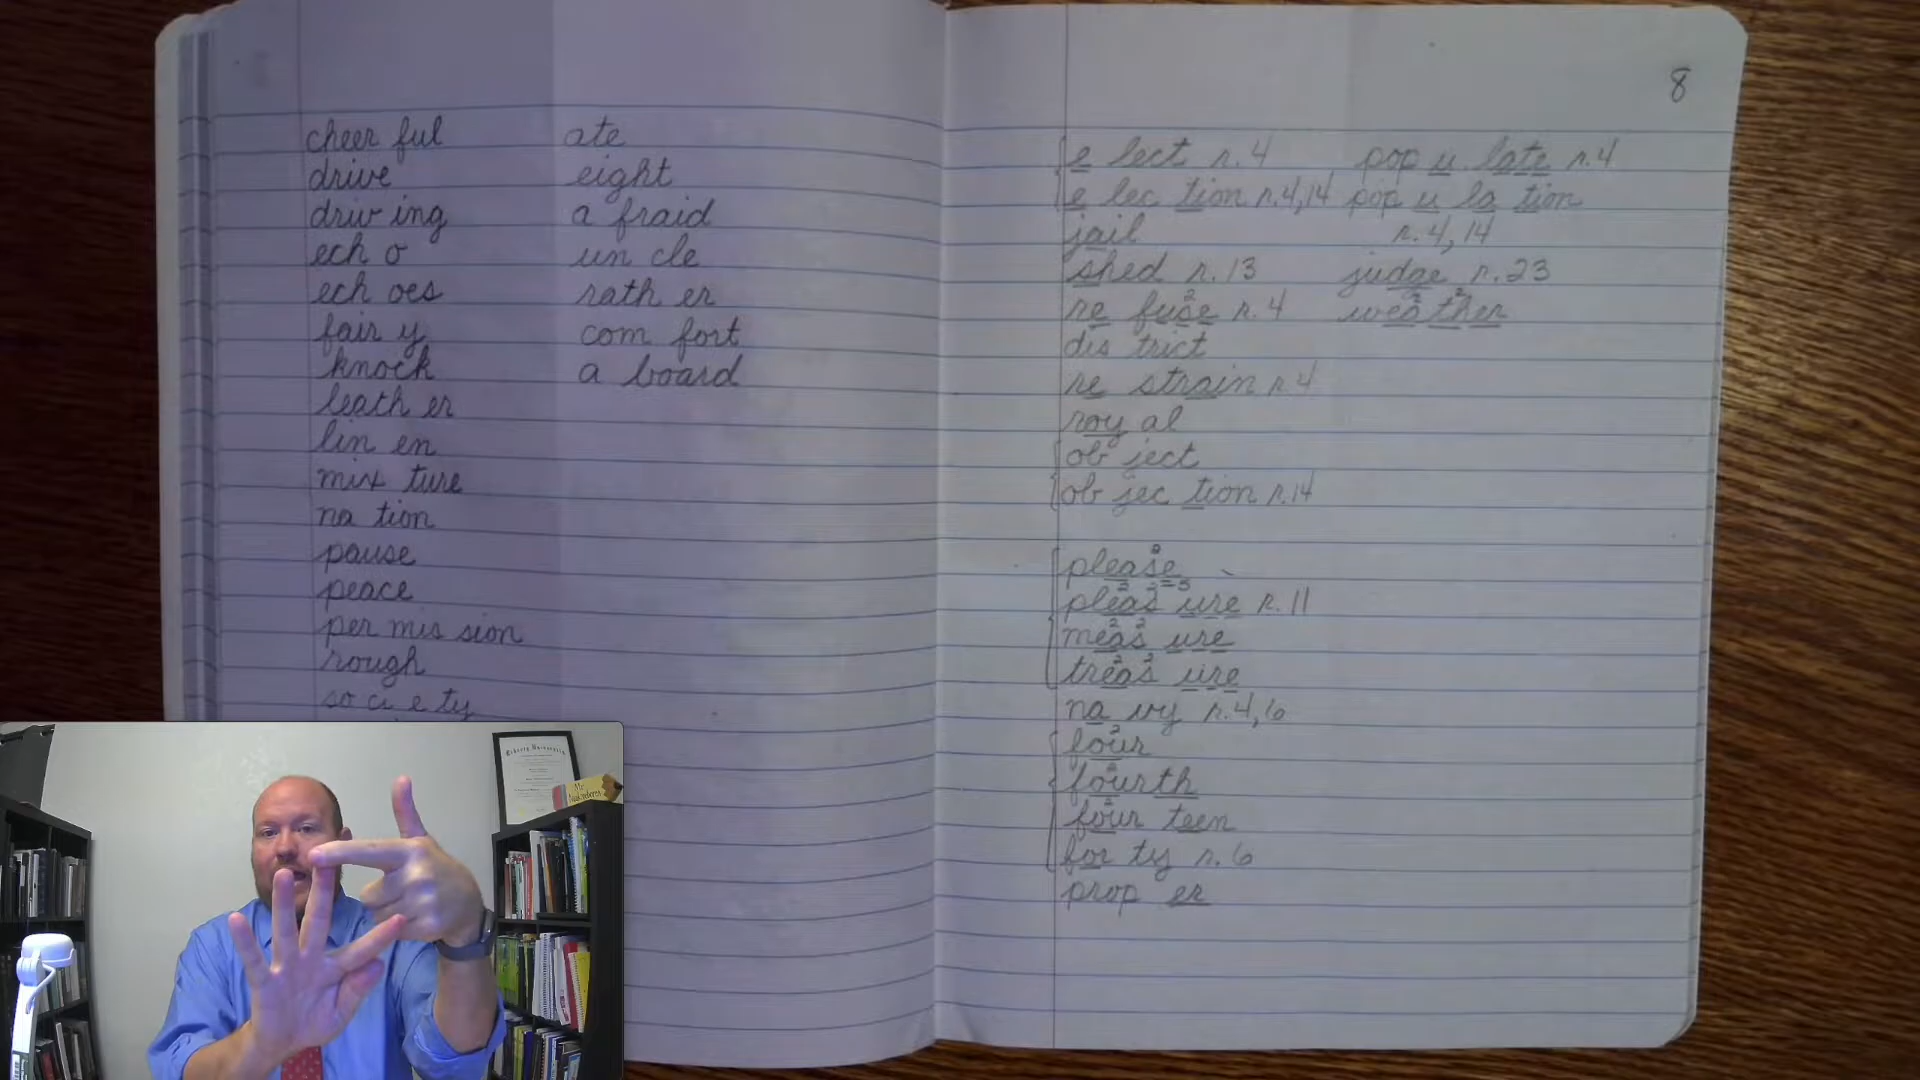 cheer ful
drive
driv ing
ech o
ech oes
fair y
knock
leath er
lin en
mix ture
na tion
pause
peace
per mis sion
rough
so ci e ty
ate
eight
a fraid
un cle
rath er
com fort
a board
8
e lect r. 4
e lec tion r. 4, 14
jail
shed r. 13
re fuse r. 4
dis trict
re strain r. 4
roy al
ob ject
ob jec tion r. 14
please
pleas ure r. 11
meas ure
treas ure
na vy r. 4, 6
four
fourth
four teen
for ty r. 6
prop er
pop u late r. 4
pop u la tion
r. 4, 14
judge r. 23
weather